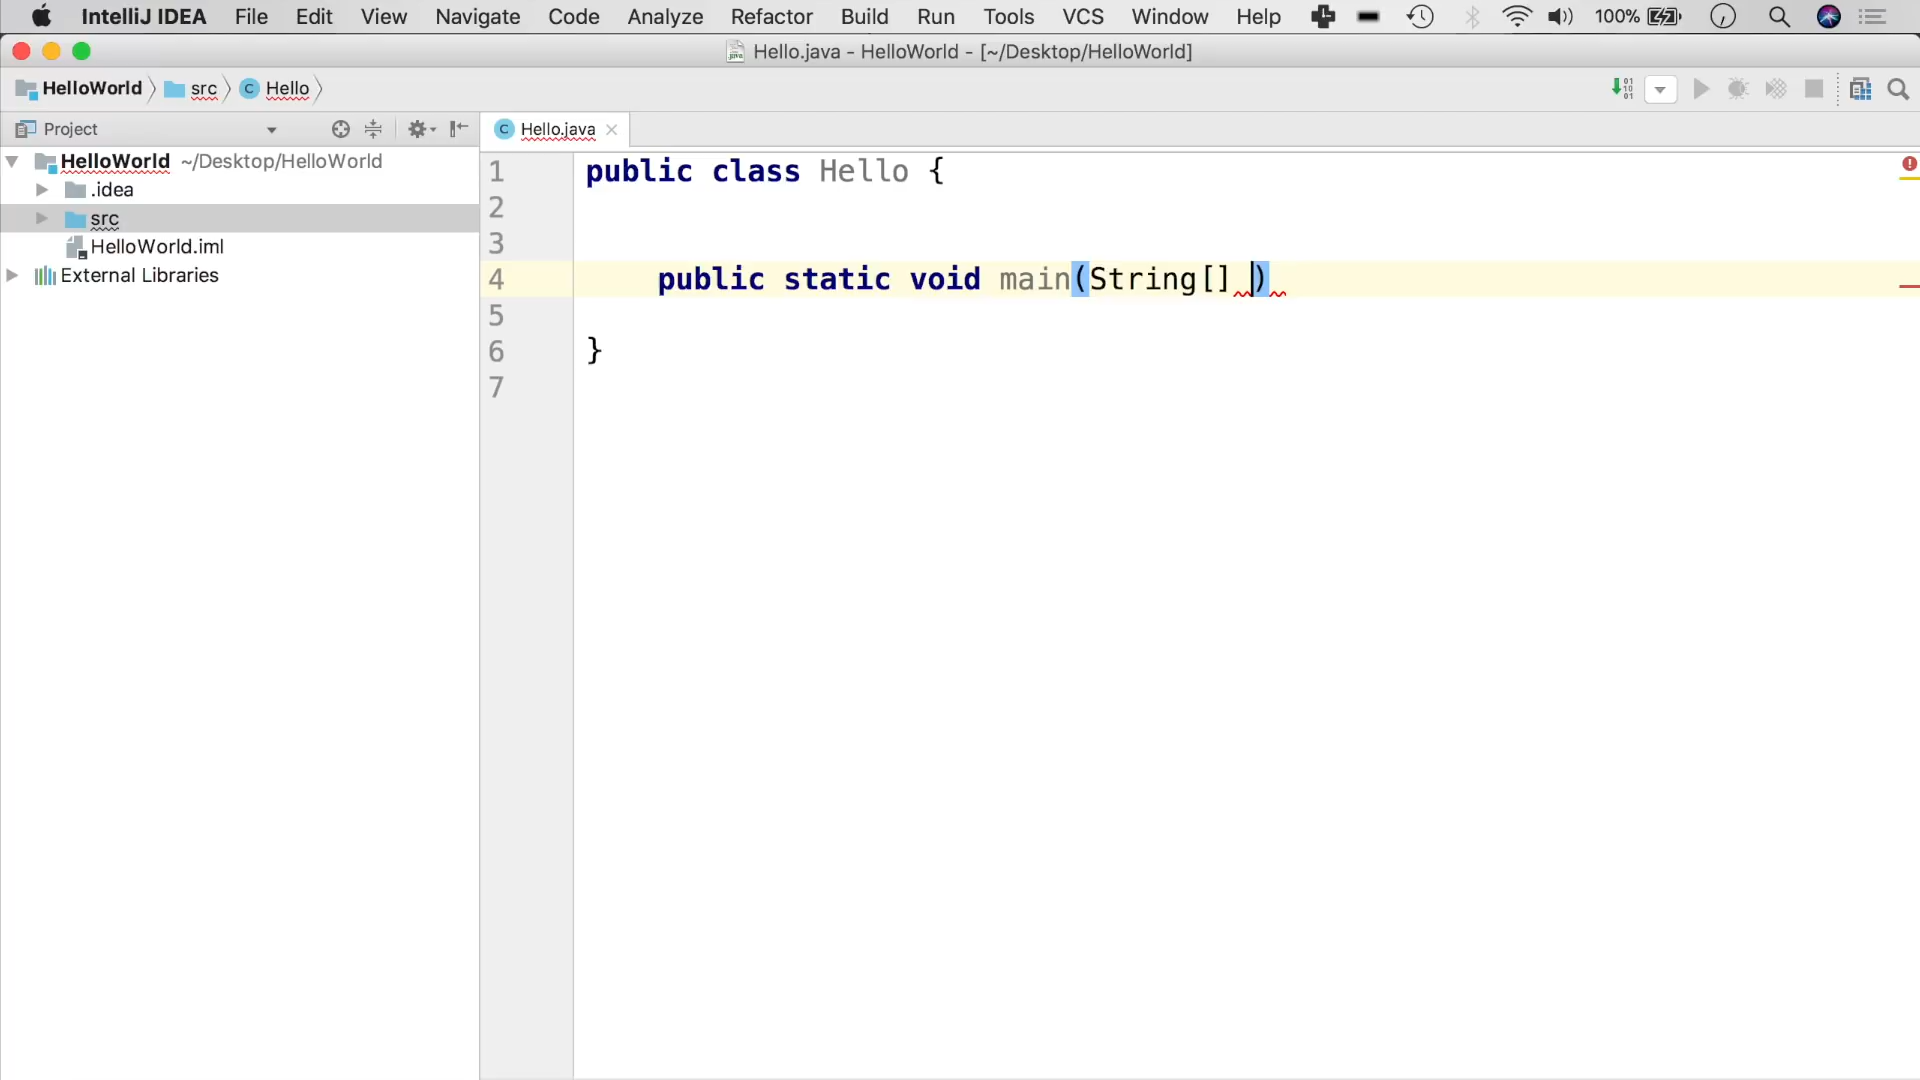 IntelliJ IDEA File Edit View Navigate Code Analyze Refactor Build Run Tools VCS Window Help 100%
Hello.java - HelloWorld - [~/Desktop/HelloWorld]
HelloWorld src C Hello
Project C Hello.java
HelloWorld ~/Desktop/HelloWorld
.idea
src
HelloWorld.iml
External Libraries
1 public class Hello {
2
3
4 public static void main(String[] )
5
6 }
7